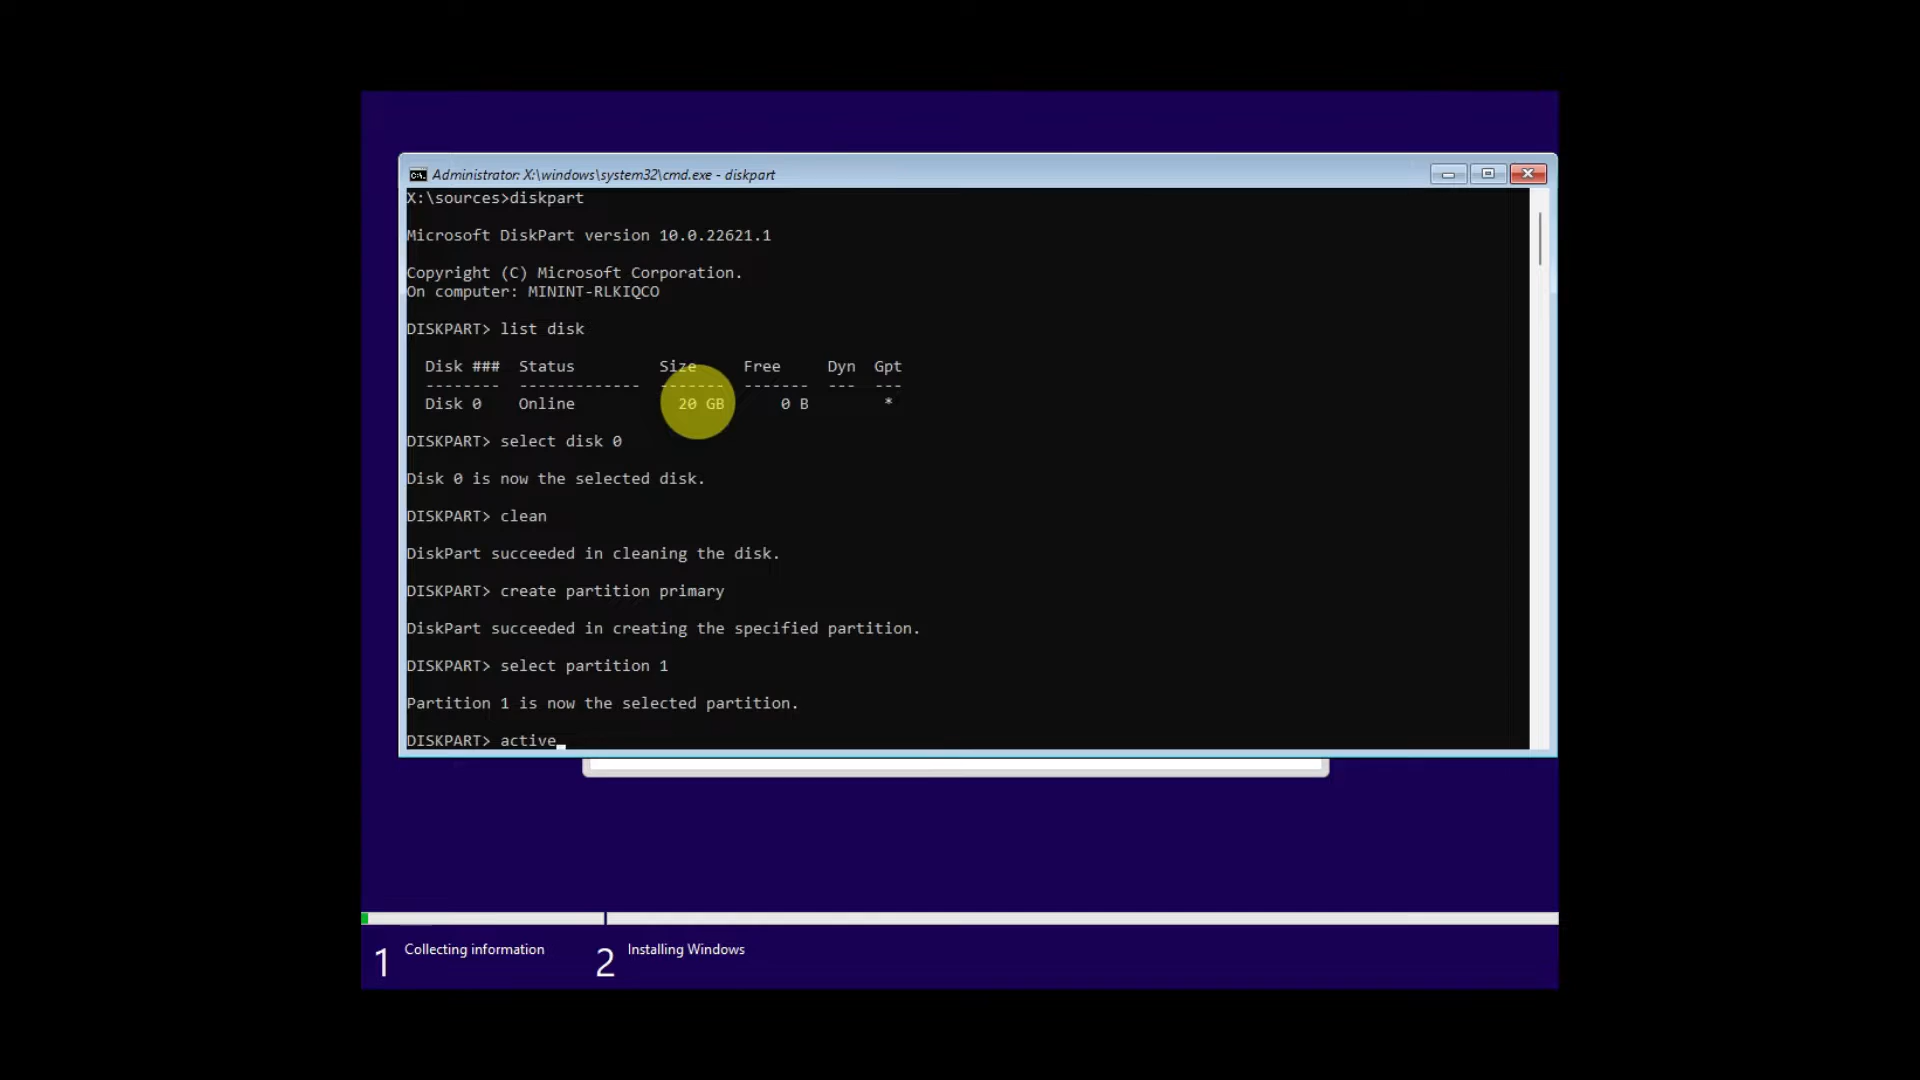 Administrator: X:\windows\system32\cmd.exe - diskpart
X:\sources>diskpart
Microsoft DiskPart version 10.0.22621.1
Copyright (C) Microsoft Corporation.
On computer: MININT-RLKIQCO
DISKPART> list disk
Disk ### Status Size Free Dyn Gpt
-------- ------------- ------- ------- --- ---
Disk 0 Online 20 GB 0 B *
DISKPART> select disk 0
Disk 0 is now the selected disk.
DISKPART> clean
DiskPart succeeded in cleaning the disk.
DISKPART> create partition primary
DiskPart succeeded in creating the specified partition.
DISKPART> select partition 1
Partition 1 is now the selected partition.
DISKPART> active_
1 Collecting information 2 Installing Windows